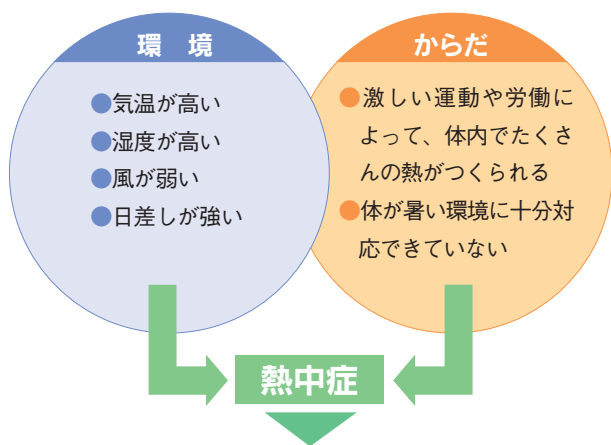 環 境
●気温が高い
●湿度が高い
●風が弱い
●日差しが強い
からだ
●激しい運動や労働に
よって、体内でたくさ
んの熱がつくられる
●体が暑い環境に十分対
応できていない
熱中症